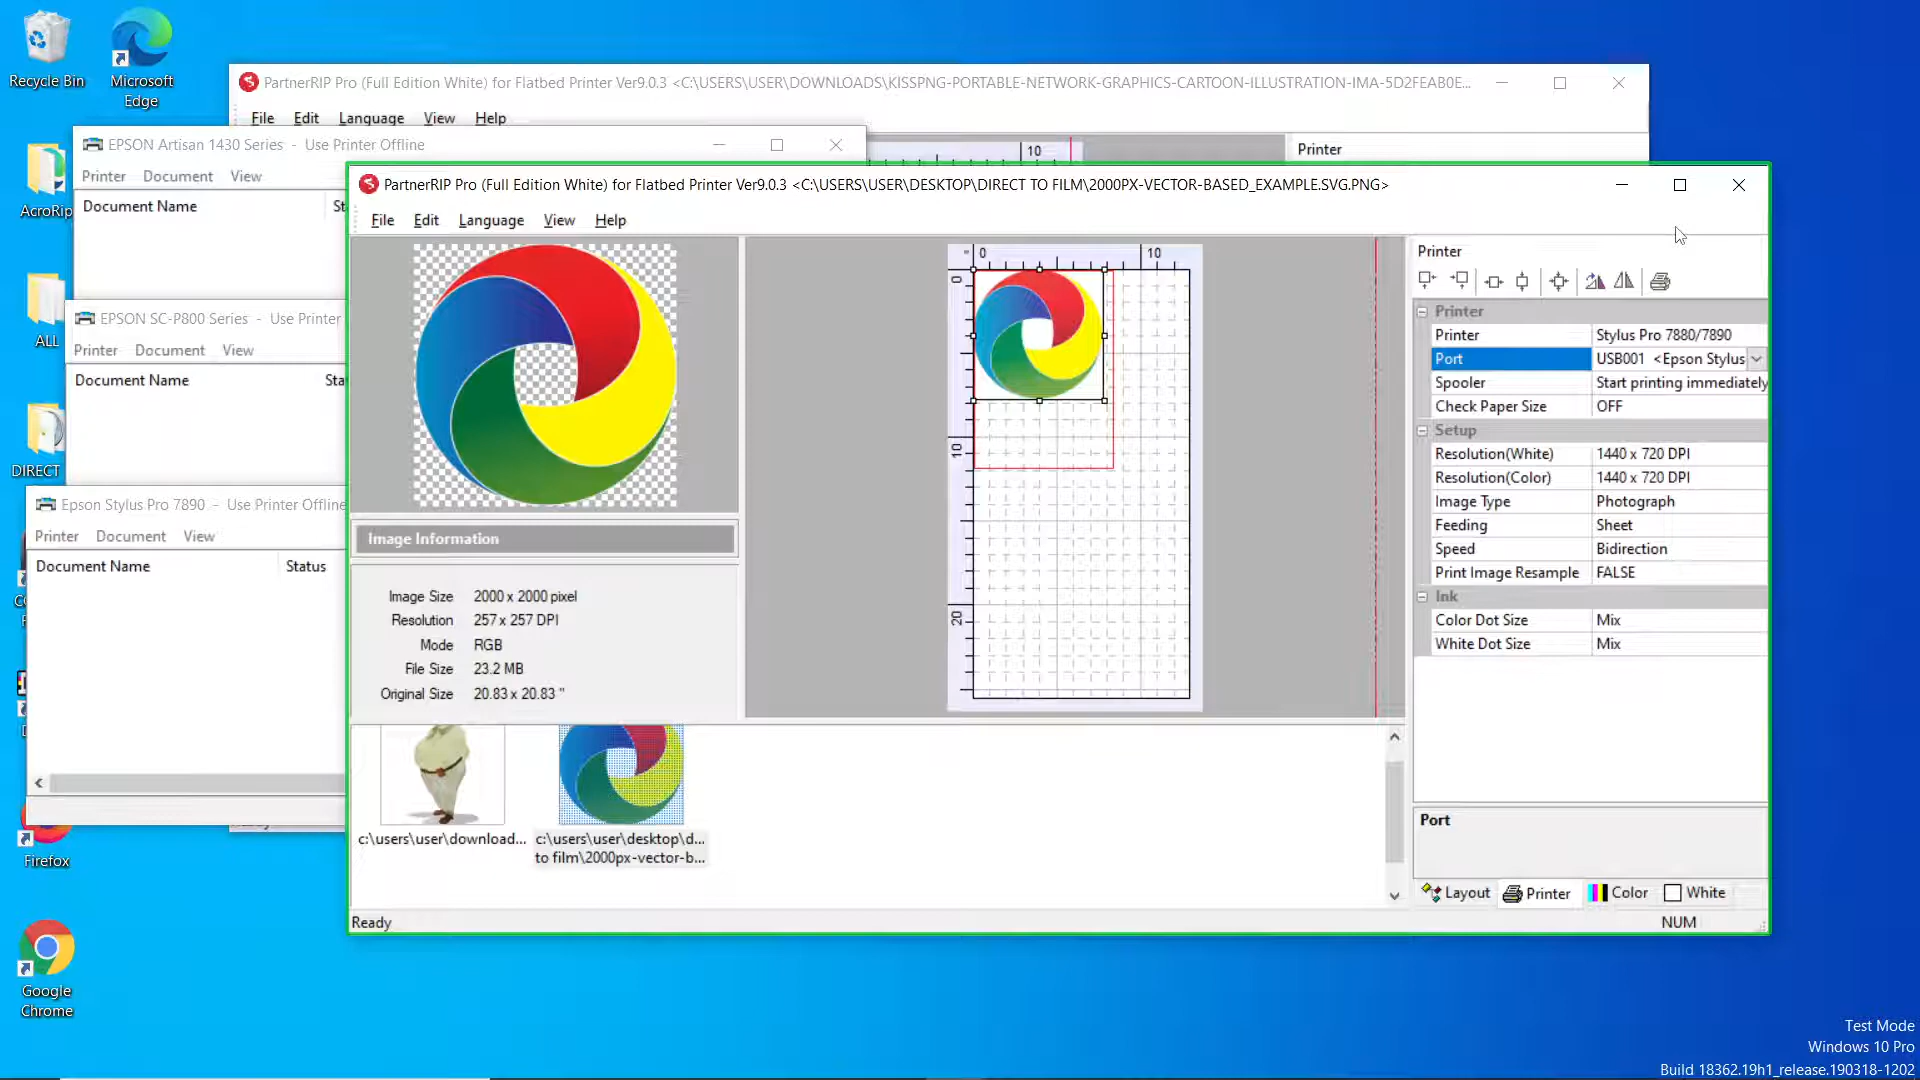 Recycle Bin
Microsoft
Edge
AcroRip
ALL
DIRECT
Firefox
Google
Chrome
PartnerRIP Pro (Full Edition White) for Flatbed Printer Ver9.0.3 <C:\USERS\USER\DOWNLOADS\KISSPNG-PORTABLE-NETWORK-GRAPHICS-CARTOON-ILLUSTRATION-IMA-5D2FEAB0E...
File Edit Language View Help
10
Printer
EPSON Artisan 1430 Series - Use Printer Offline
Printer Document View
Document Name
EPSON SC-P800 Series - Use Printer
Printer Document View
Document Name
Epson Stylus Pro 7890 - Use Printer Offline
Printer Document View
Document Name Status
PartnerRIP Pro (Full Edition White) for Flatbed Printer Ver9.0.3 <C:\USERS\USER\DESKTOP\DIRECT TO FILM\2000PX-VECTOR-BASED_EXAMPLE.SVG.PNG>
File Edit Language View Help
0 10
0
10
20
Image Information
Image Size 2000 x 2000 pixel
Resolution 257 x 257 DPI
Mode RGB
File Size 23.2 MB
Original Size 20.83 x 20.83 "
c:\users\user\download...
c:\users\user\desktop\d...
to film\2000px-vector-b...
Ready
Printer
Printer
Printer Stylus Pro 7880/7890
Port USB001 <Epson Stylus
Spooler Start printing immediately
Check Paper Size OFF
Setup
Resolution(White) 1440 x 720 DPI
Resolution(Color) 1440 x 720 DPI
Image Type Photograph
Feeding Sheet
Speed Bidirection
Print Image Resample FALSE
Ink
Color Dot Size Mix
White Dot Size Mix
Port
Layout Printer Color White
NUM
Test Mode
Windows 10 Pro
Build 18362.19h1_release.190318-1202